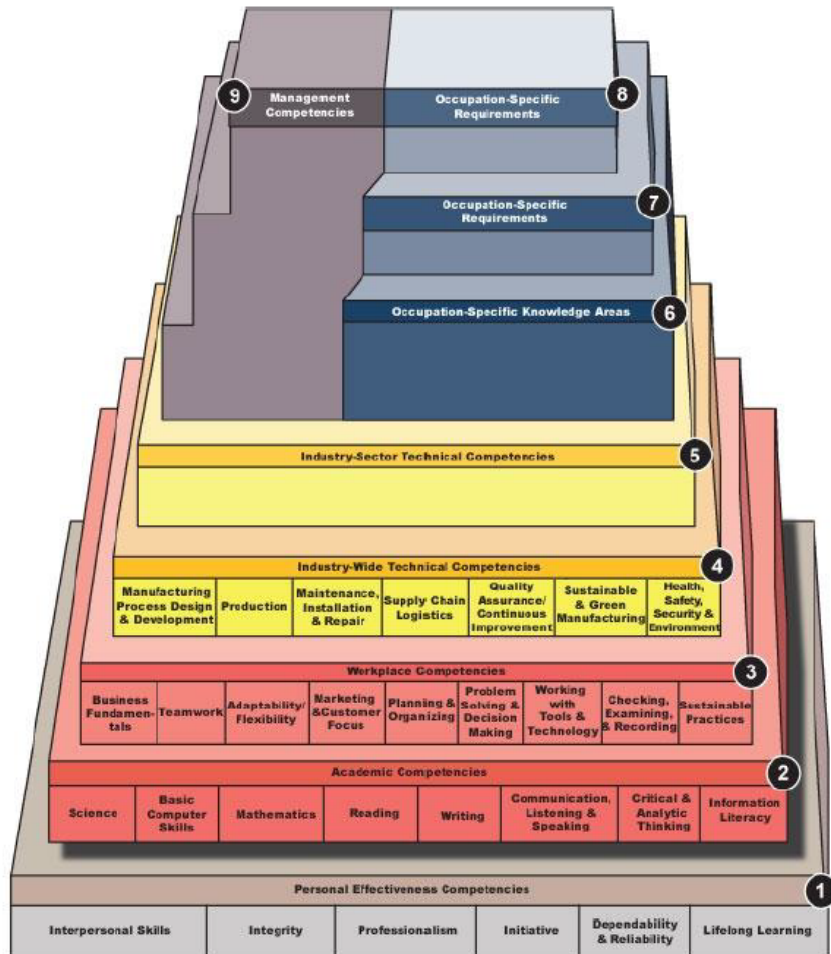 9
Management
Competencies
Occupation-Specific
Requirements
8
Occupation-Specific
Requirements
7
Occupation-Specific Knowledge Areas
6
Industry-Sector Technical Competencies
5
Industry-Wide Technical Competencies
4
Manufacturing
Process Design
& Development
Production
Maintenance,
Installation
& Repair
Supply Chain
Logistics
Quality
Assurance/
Continuous
Improvement
Sustainable
& Green
Manufacturing
Health,
Safety,
Security &
Environment
Workplace Competencies
3
Business
Fundamen-
tals
Teamwork
Adaptability/
Flexibility
Marketing
&Customer
Focus
Planning &
Organizing
Problem
Solving &
Decision
Making
Working
with
Tools &
Technology
Checking,
Examining,
& Recording
Sustainable
Practices
Academic Competencies
2
Science
Basic
Computer
Skills
Mathematics
Reading
Writing
Communication,
Listening &
Speaking
Critical &
Analytic
Thinking
Information
Literacy
Personal Effectiveness Competencies
1
Interpersonal Skills
Integrity
Professionalism
Initiative
Dependability
& Reliability
Lifelong Learning